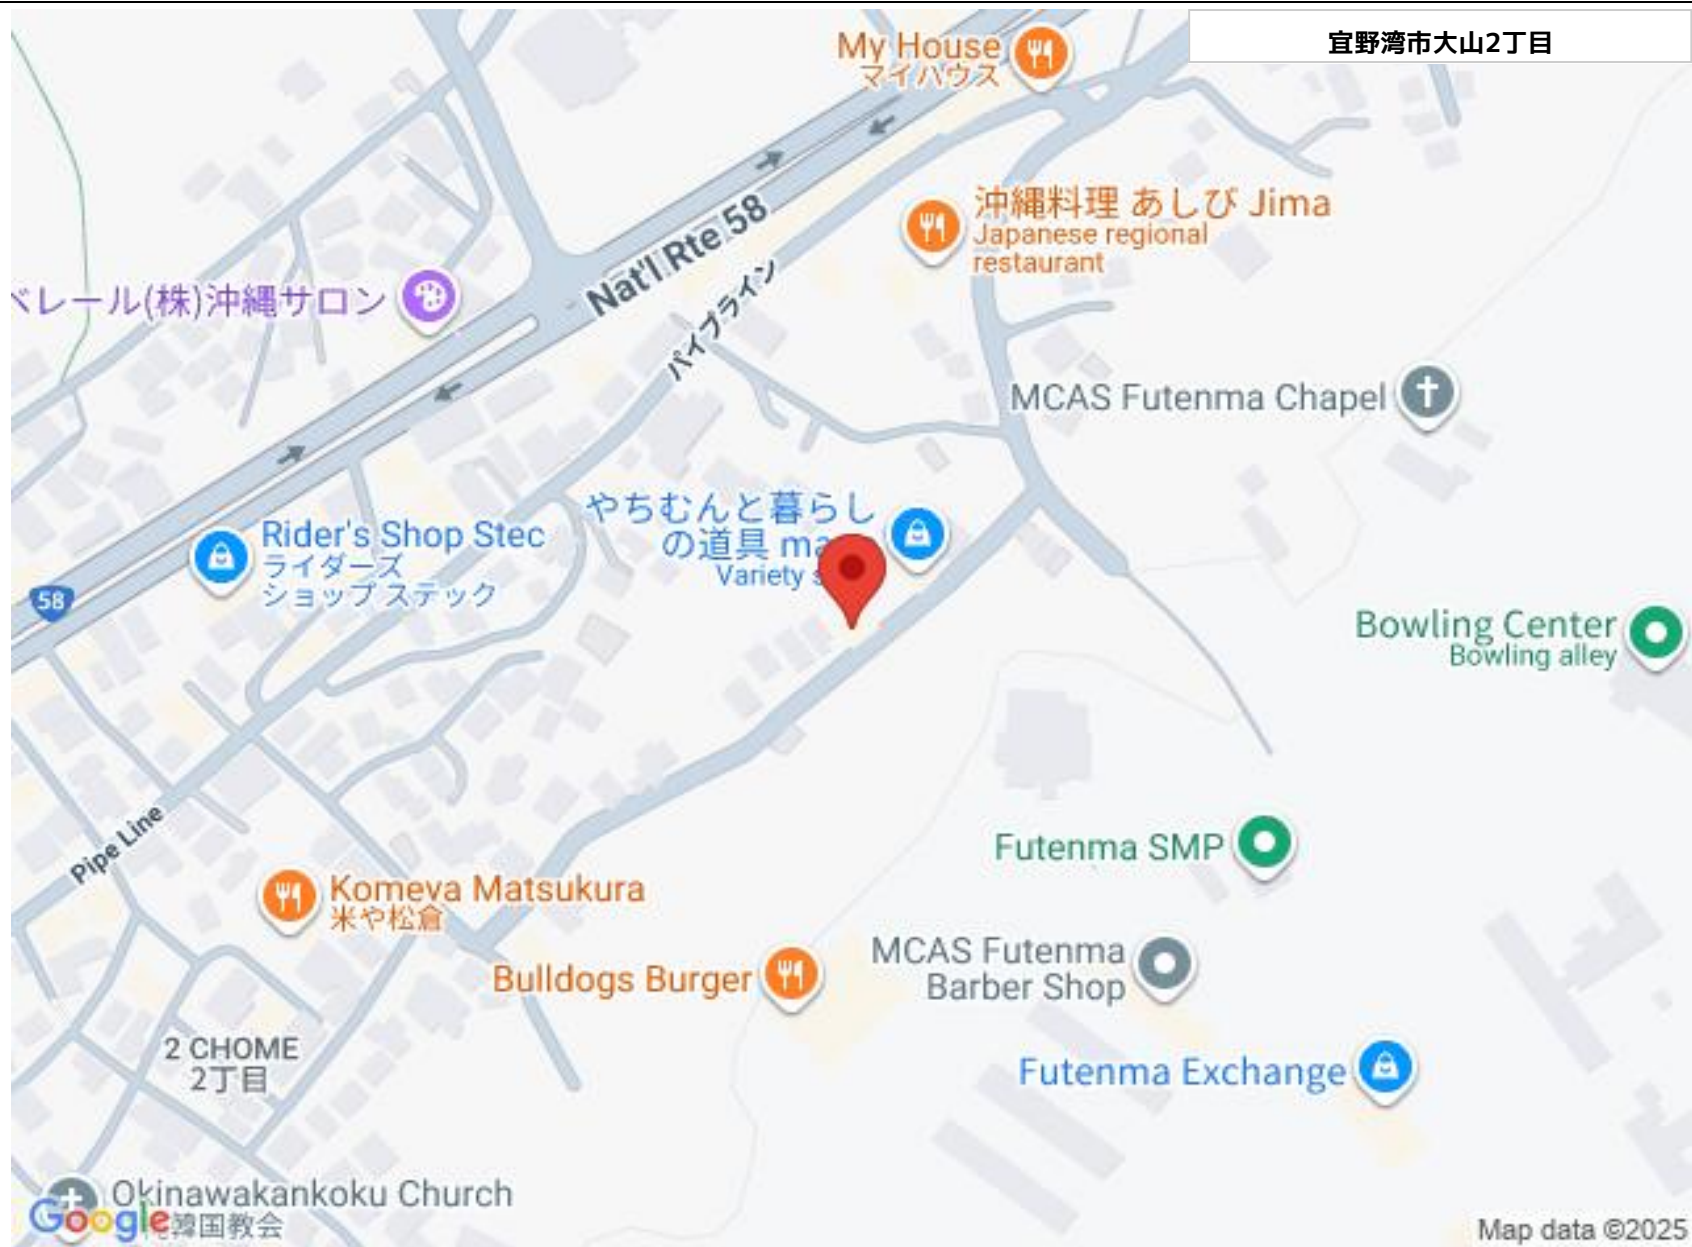 宜野湾市大山2丁目
My House
マイハウス
沖縄料理 あしび Jima
Japanese regional
restaurant
Nat'l Rte 58
パイプライン
ベレール(株)沖縄サロン
MCAS Futenma Chapel
やちむんと暮らし
の道具
Variety
Rider's Shop Stec
ライダーズ
ショップ ステック
58
Bowling Center
Bowling alley
Pipe Line
Futenma SMP
Komeya Matsukura
米や松倉
MCAS Futenma
Barber Shop
Bulldogs Burger
2 CHOME
2丁目
Futenma Exchange
Okinawakankoku Church
韓国教会
Google
Map data ©2025